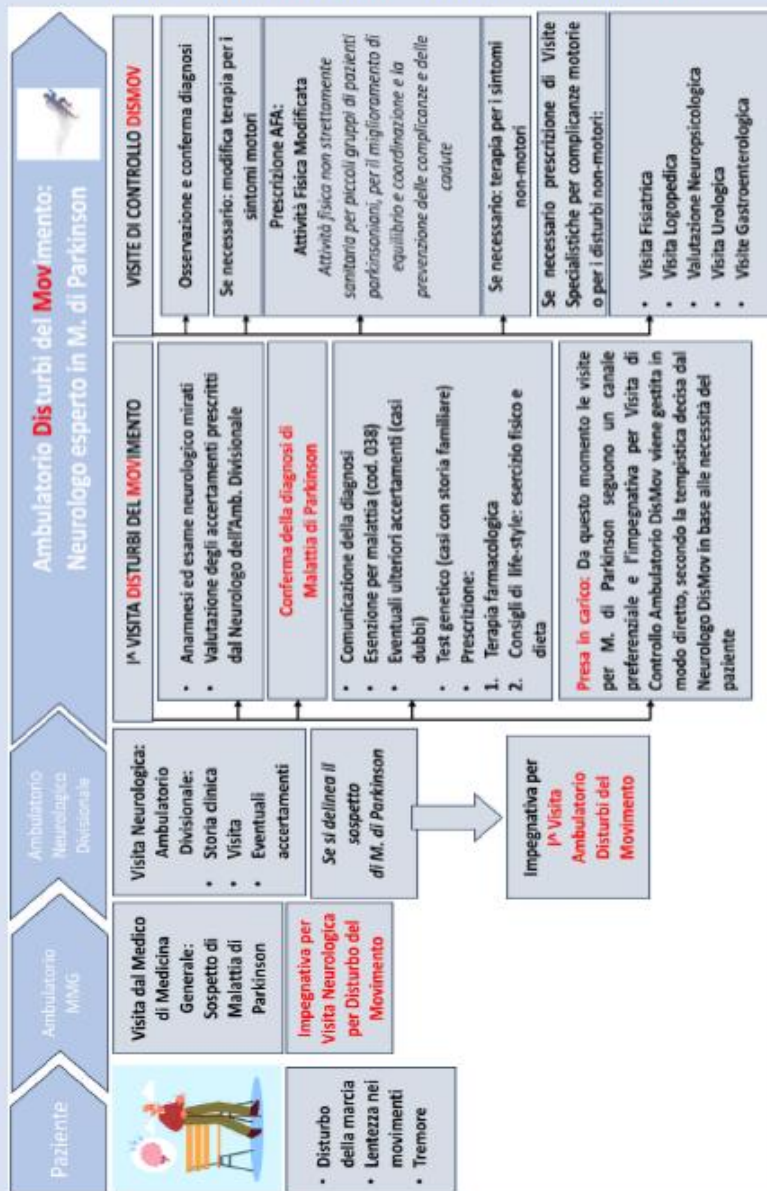 Paziente
Ambulatorio
MMG
Ambulatorio
Neurologico
Divisionale
Ambulatorio Disturbi del Movimento:
Neurologo esperto in M. di Parkinson
• Disturbo
della marcia
• Lentezza nei
movimenti
• Tremore
Visita dal Medico
di Medicina
Generale:
Sospetto di
Malattia di
Parkinson
Impegnativa per
Visita Neurologica
per Disturbo del
Movimento
Visita Neurologica:
Ambulatorio
Divisionale:
• Storia clinica
• Visita
• Eventuali
accertamenti
Se si delinea il
sospetto
di M. di Parkinson
Impegnativa per
I^ Visita
Ambulatorio
Disturbi del
Movimento
I^ VISITA DISTURBI DEL MOVIMENTO
• Anamnesi ed esame neurologico mirati
• Valutazione degli accertamenti prescritti
dal Neurologo dell'Amb. Divisionale
Conferma della diagnosi di
Malattia di Parkinson
• Comunicazione della diagnosi
• Esenzione per malattia (cod. 038)
• Eventuali ulteriori accertamenti (casi
dubbi)
• Test genetico (casi con storia familiare)
• Prescrizione:
1. Terapia farmacologica
2. Consigli di life-style: esercizio fisico e
dieta
Presa in carico: Da questo momento le visite
per M. di Parkinson seguono un canale
preferenziale e l'impegnativa per Visita di
Controllo Ambulatorio DisMov viene gestita in
modo diretto, secondo la tempistica decisa dal
Neurologo DisMov in base alle necessità del
paziente
VISITE DI CONTROLLO DISMOV
Osservazione e conferma diagnosi
Se necessario: modifica terapia per i
sintomi motori
Prescrizione AFA:
Attività Fisica Modificata
Attività fisica non strettamente
sanitaria per piccoli gruppi di pazienti
parkinsoniani, per il miglioramento di
equilibrio e coordinazione e la
prevenzione delle complicanze e delle
cadute
Se necessario: terapia per i sintomi
non-motori
Se necessario prescrizione di Visite
Specialistiche per complicanze motorie
o per i disturbi non-motori:
• Visita Fisiatrica
• Visita Logopedica
• Valutazione Neuropsicologica
• Visita Urologica
• Visite Gastroenterologica